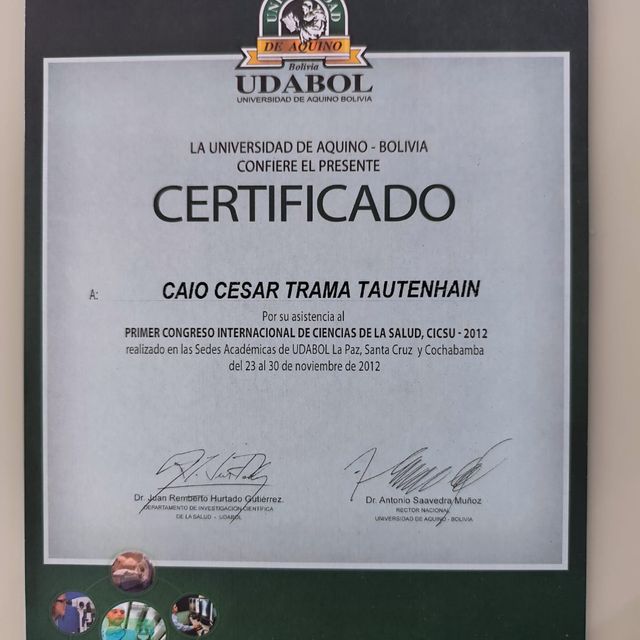 DE AQUINO
Bolivia
UDABOL
UNIVERSIDAD DE AQUINO BOLIVIA
LA UNIVERSIDAD DE AQUINO - BOLIVIA
CONFIERE EL PRESENTE
CERTIFICADO
A: CAIO CESAR TRAMA TAUTENHAIN
Por su asistencia al
PRIMER CONGRESO INTERNACIONAL DE CIENCIAS DE LA SALUD, CICSU - 2012
realizado en las Sedes Académicas de UDABOL La Paz, Santa Cruz y Cochabamba
del 23 al 30 de noviembre de 2012
Dr. Juan Remberto Hurtado Gutiérrez
DEPARTAMENTO DE INVESTIGACIÓN CIENTÍFICA
DE LA SALUD - UDABOL
Dr. Antonio Saavedra Muñoz
RECTOR NACIONAL
UNIVERSIDAD DE AQUINO - BOLIVIA